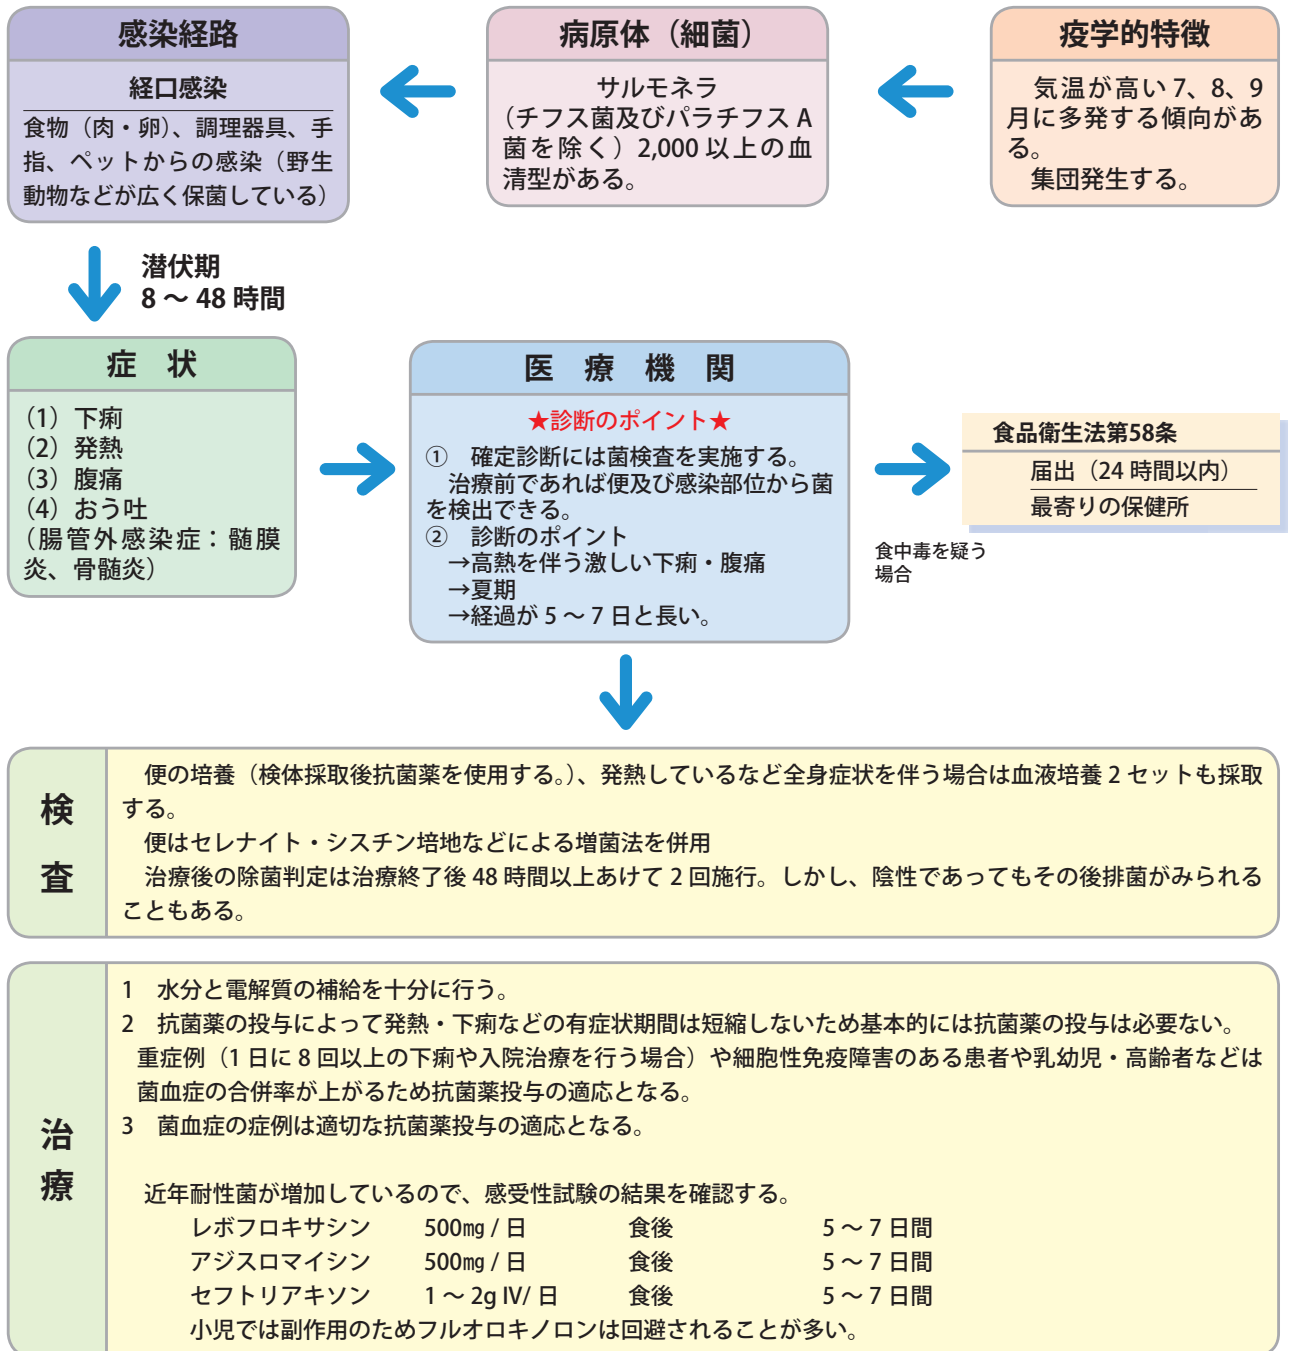 感染経路
経口感染
食物（肉・卵）、調理器具、手
指、ペットからの感染（野生
動物などが広く保菌している）
病原体（細菌）
サルモネラ
（チフス菌及びパラチフス A
菌を除く）2,000 以上の血
清型がある。
疫学的特徴
気温が高い 7、8、9
月に多発する傾向があ
る。
集団発生する。
潜伏期
8 ～ 48 時間
症　状
（1）下痢
（2）発熱
（3）腹痛
（4）おう吐
（腸管外感染症：髄膜
炎、骨髄炎）
医　療　機　関
★診断のポイント★
①　確定診断には菌検査を実施する。
治療前であれば便及び感染部位から菌
を検出できる。
②　診断のポイント
→高熱を伴う激しい下痢・腹痛
→夏期
→経過が 5 ～ 7 日と長い。
食中毒を疑う
場合
食品衛生法第58条
届出（24 時間以内）
最寄りの保健所
検
査
便の培養（検体採取後抗菌薬を使用する。）、発熱しているなど全身症状を伴う場合は血液培養 2 セットも採取
する。
便はセレナイト・シスチン培地などによる増菌法を併用
治療後の除菌判定は治療終了後 48 時間以上あけて 2 回施行。しかし、陰性であってもその後排菌がみられる
こともある。
治
療
1　水分と電解質の補給を十分に行う。
2　抗菌薬の投与によって発熱・下痢などの有症状期間は短縮しないため基本的には抗菌薬の投与は必要ない。
重症例（1 日に 8 回以上の下痢や入院治療を行う場合）や細胞性免疫障害のある患者や乳幼児・高齢者などは
菌血症の合併率が上がるため抗菌薬投与の適応となる。
3　菌血症の症例は適切な抗菌薬投与の適応となる。
近年耐性菌が増加しているので、感受性試験の結果を確認する。
レボフロキサシン　500㎎ / 日　食後　5 ～ 7 日間
アジスロマイシン　500㎎ / 日　食後　5 ～ 7 日間
セフトリアキソン　1 ～ 2g IV/ 日　食後　5 ～ 7 日間
小児では副作用のためフルオロキノロンは回避されることが多い。